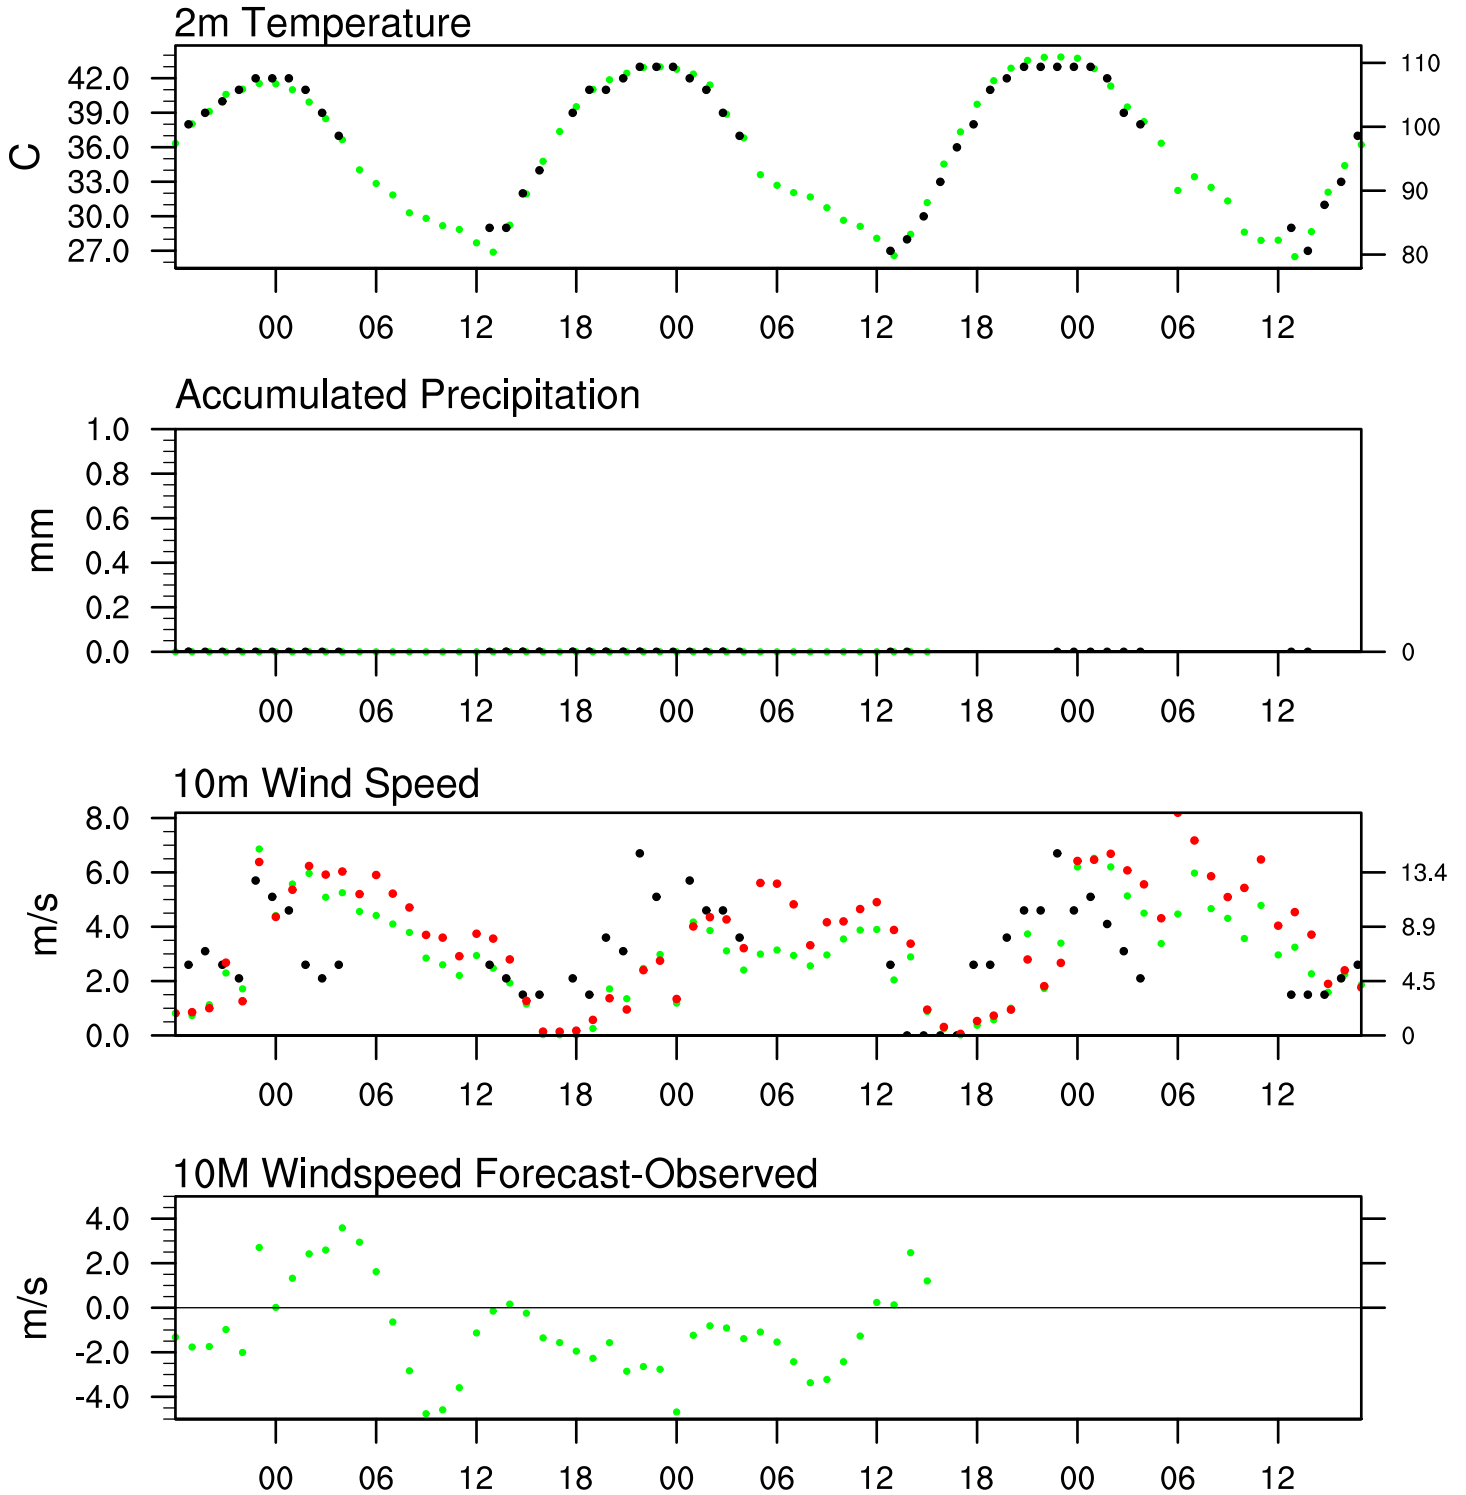 2m Temperature
42.0
39.0
36.0
33.0
30.0
27.0
C
110
100
90
80
00 06 12 18 00 06 12 18 00 06 12
Accumulated Precipitation
1.0
0.8
0.6
0.4
0.2
0.0
mm
0
00 06 12 18 00 06 12 18 00 06 12
10m Wind Speed
8.0
6.0
4.0
2.0
0.0
m/s
13.4
8.9
4.5
0
00 06 12 18 00 06 12 18 00 06 12
10M Windspeed Forecast-Observed
4.0
2.0
0.0
-2.0
-4.0
m/s
00 06 12 18 00 06 12 18 00 06 12